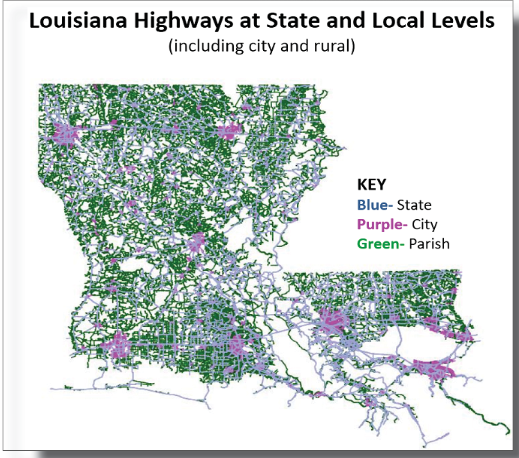 Louisiana Highways at State and Local Levels
(including city and rural)
KEY
Blue- State
Purple- City
Green- Parish